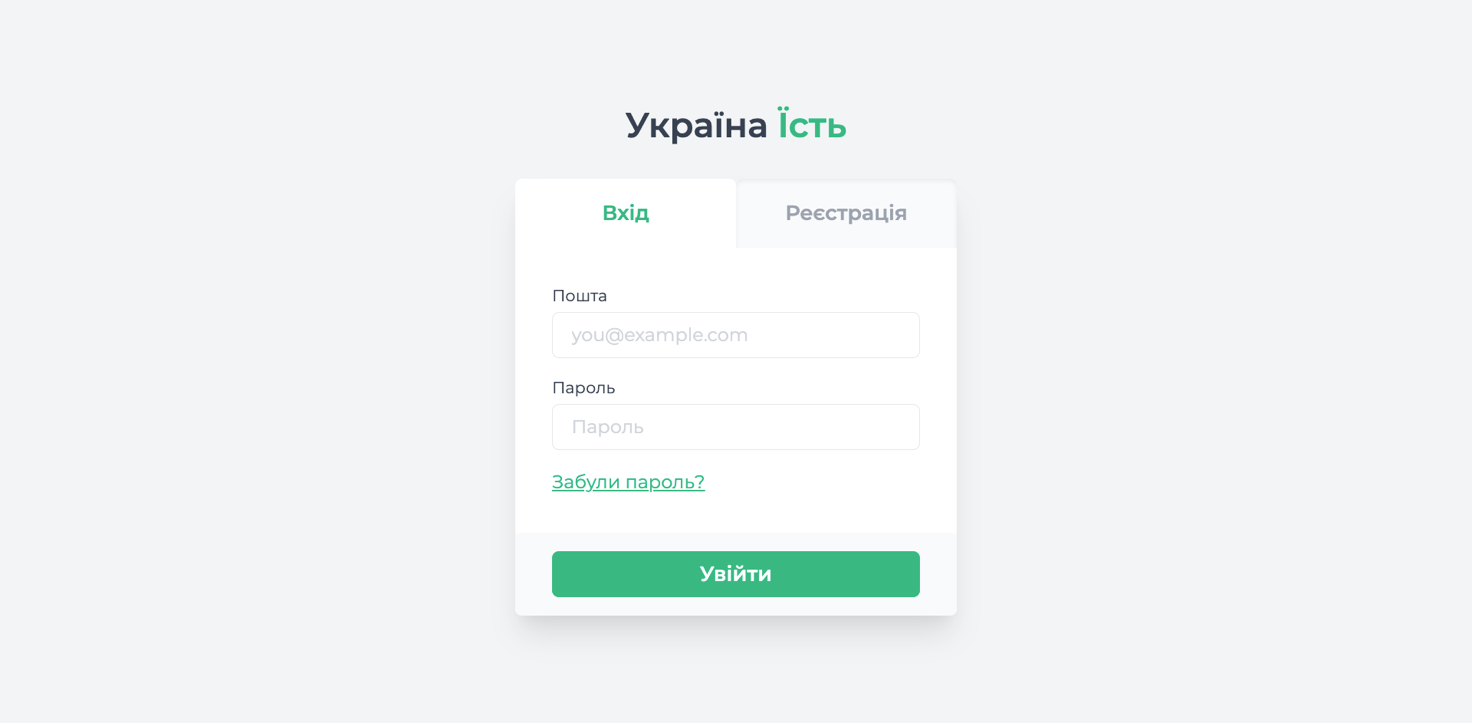 Україна Їсть
Вхід
Реєстрація
Пошта
you@example.com
Пароль
Пароль
Забули пароль?
Увійти